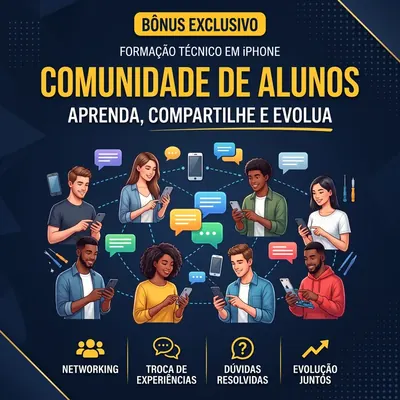 BÔNUS EXCLUSIVO
FORMAÇÃO TÉCNICO EM iPHONE
COMUNIDADE DE ALUNOS
APRENDA, COMPARTILHE E EVOLUA
NETWORKING
TROCA DE
EXPERIÊNCIAS
DÚVIDAS
RESOLVIDAS
EVOLUÇÃO
JUNTOS